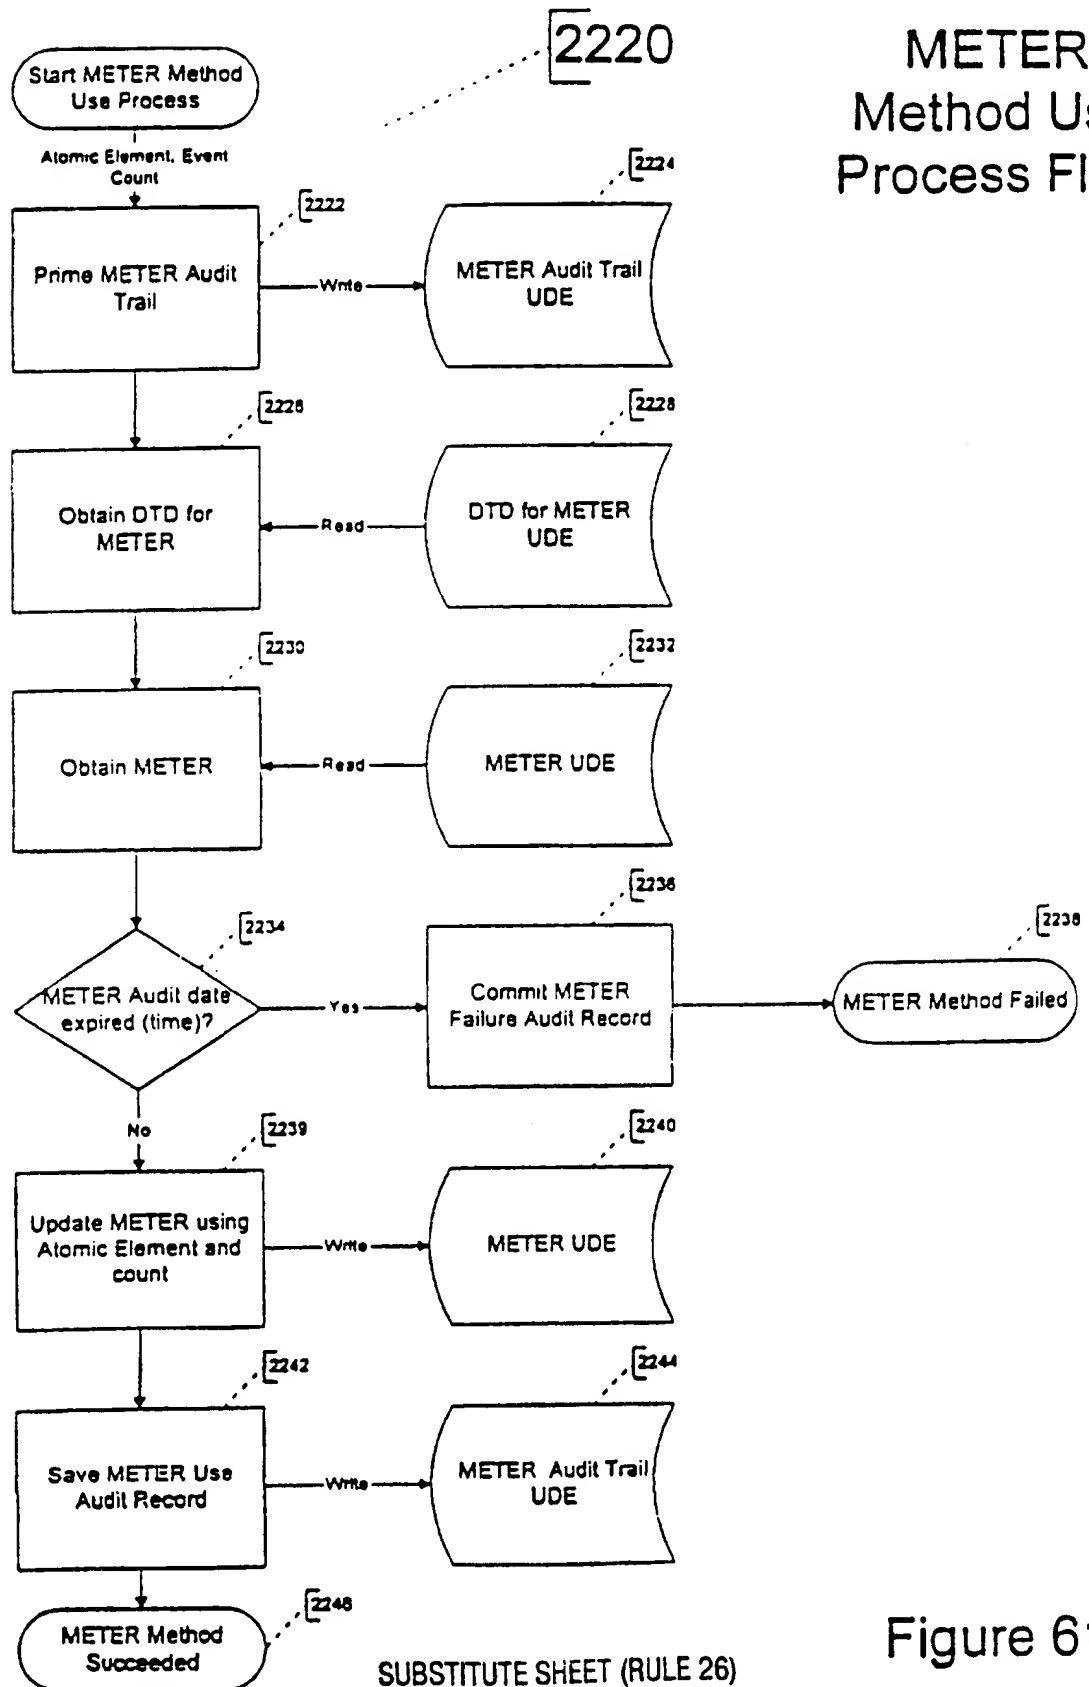 2220
METER
Method Us
Process Fl
Start METER Method
Use Process
Atomic Element, Event
Count
2222
2224
Prime METER Audit
Trail
Write
METER Audit Trail
UDE
2226
2228
Obtain DTD for
METER
Read
DTD for METER
UDE
2230
2232
Obtain METER
Read
METER UDE
2234
2236
2238
METER Audit date
expired (time)?
Yes
Commit METER
Failure Audit Record
METER Method Failed
No
2239
2240
Update METER using
Atomic Element and
count
Write
METER UDE
2242
2244
Save METER Use
Audit Record
Write
METER Audit Trail
UDE
2246
METER Method
Succeeded
Figure 61
SUBSTITUTE SHEET (RULE 26)